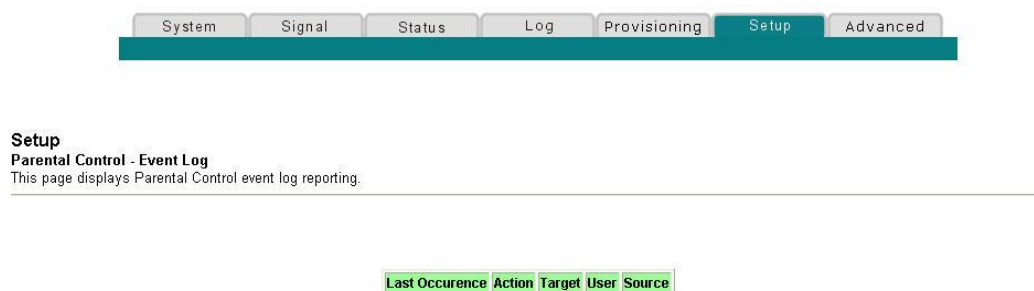 System Signal Status Log Provisioning Setup Advanced
Setup
Parental Control - Event Log
This page displays Parental Control event log reporting.
Last Occurence Action Target User Source